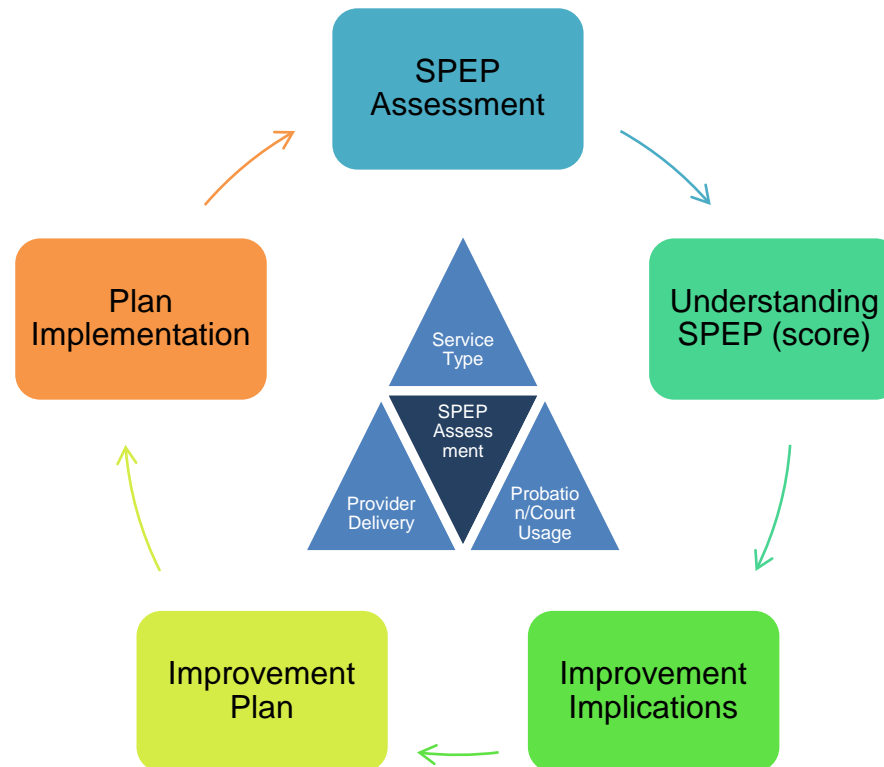 SPEP
Assessment
Plan
Implementation
Understanding
SPEP (score)
Service
Type
SPEP
Assess
ment
Provider
Delivery
Probatio
n/Court
Usage
Improvement
Plan
Improvement
Implications